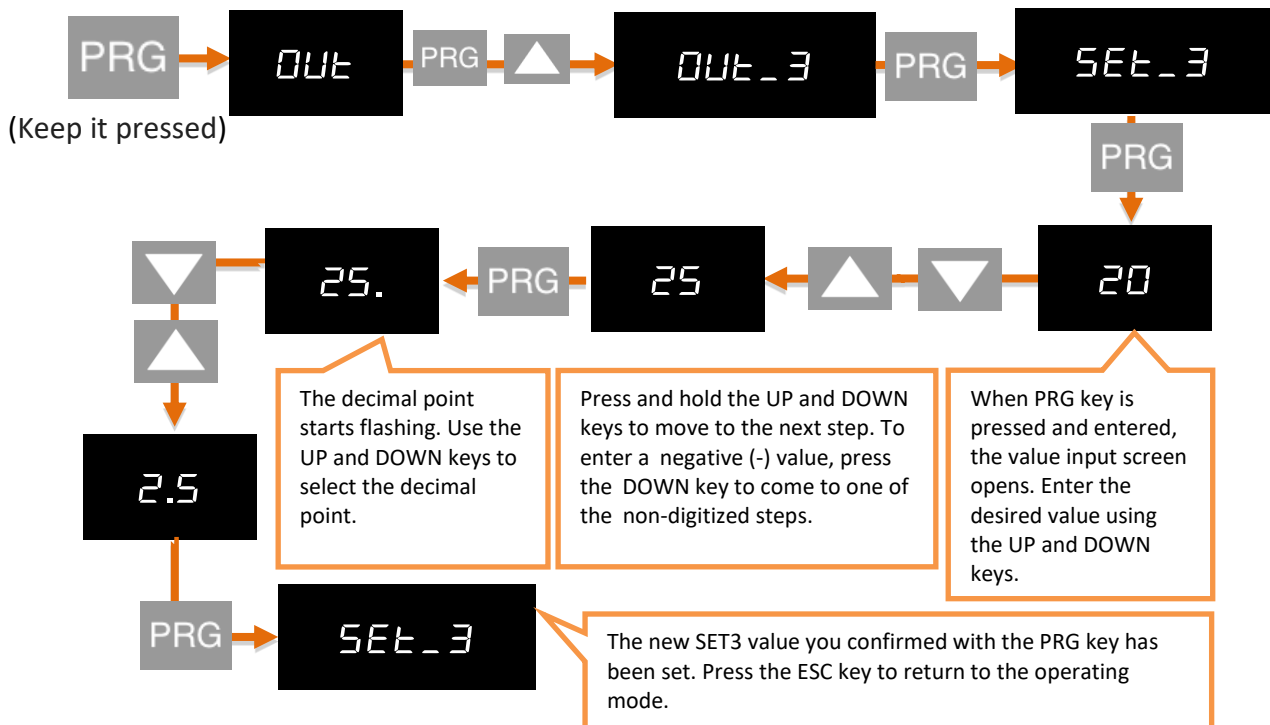 PRG
OUt
PRG
OUt_3
PRG
SEt_3
(Keep it pressed)
PRG
25.
PRG
25
20
The decimal point
starts flashing. Use the
UP and DOWN keys to
select the decimal
point.
Press and hold the UP and DOWN
keys to move to the next step. To
enter a negative (-) value, press
the DOWN key to come to one of
the non-digitized steps.
When PRG key is
pressed and entered,
the value input screen
opens. Enter the
desired value using
the UP and DOWN
keys.
2.5
PRG
SEt_3
The new SET3 value you confirmed with the PRG key has
been set. Press the ESC key to return to the operating
mode.